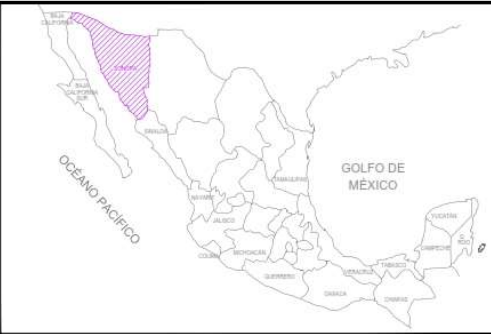 BAJA
CALIFORNIA
SONORA
BAJA
CALIFORNIA
SUR
SINALOA
OCÉANO PACÍFICO
GOLFO DE
MÉXICO
TAMAULIPAS
NAYARIT
JALISCO
COLIMA
MICHOACÁN
GUERRERO
OAXACA
VERACRUZ
TABASCO
CHIAPAS
CAMPECHE
YUCATÁN
Q.
ROO